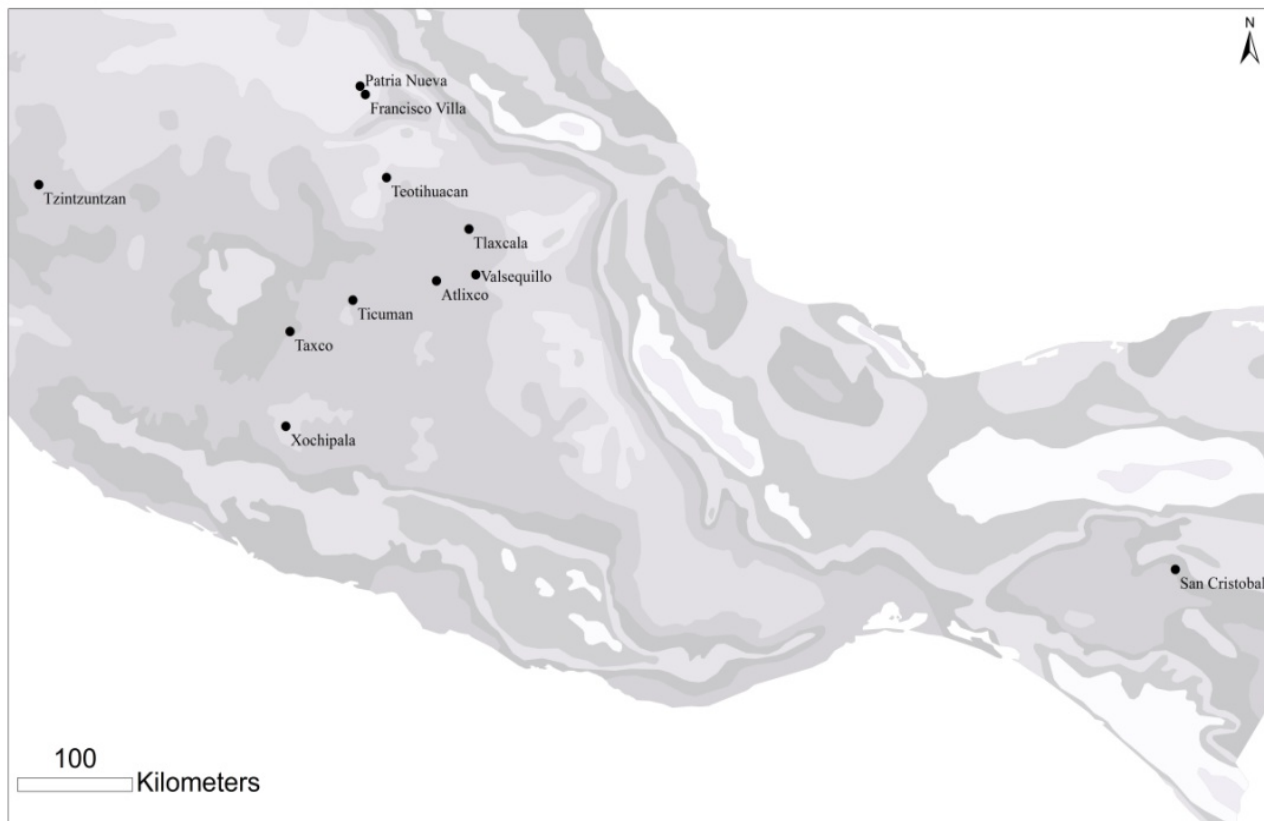 N
Patria Nueva
Francisco Villa
Teotihuacan
Tzintzuntzan
Tlaxcala
Valsequillo
Atlixco
Ticuman
Taxco
Xochipala
San Cristobal
100
Kilometers